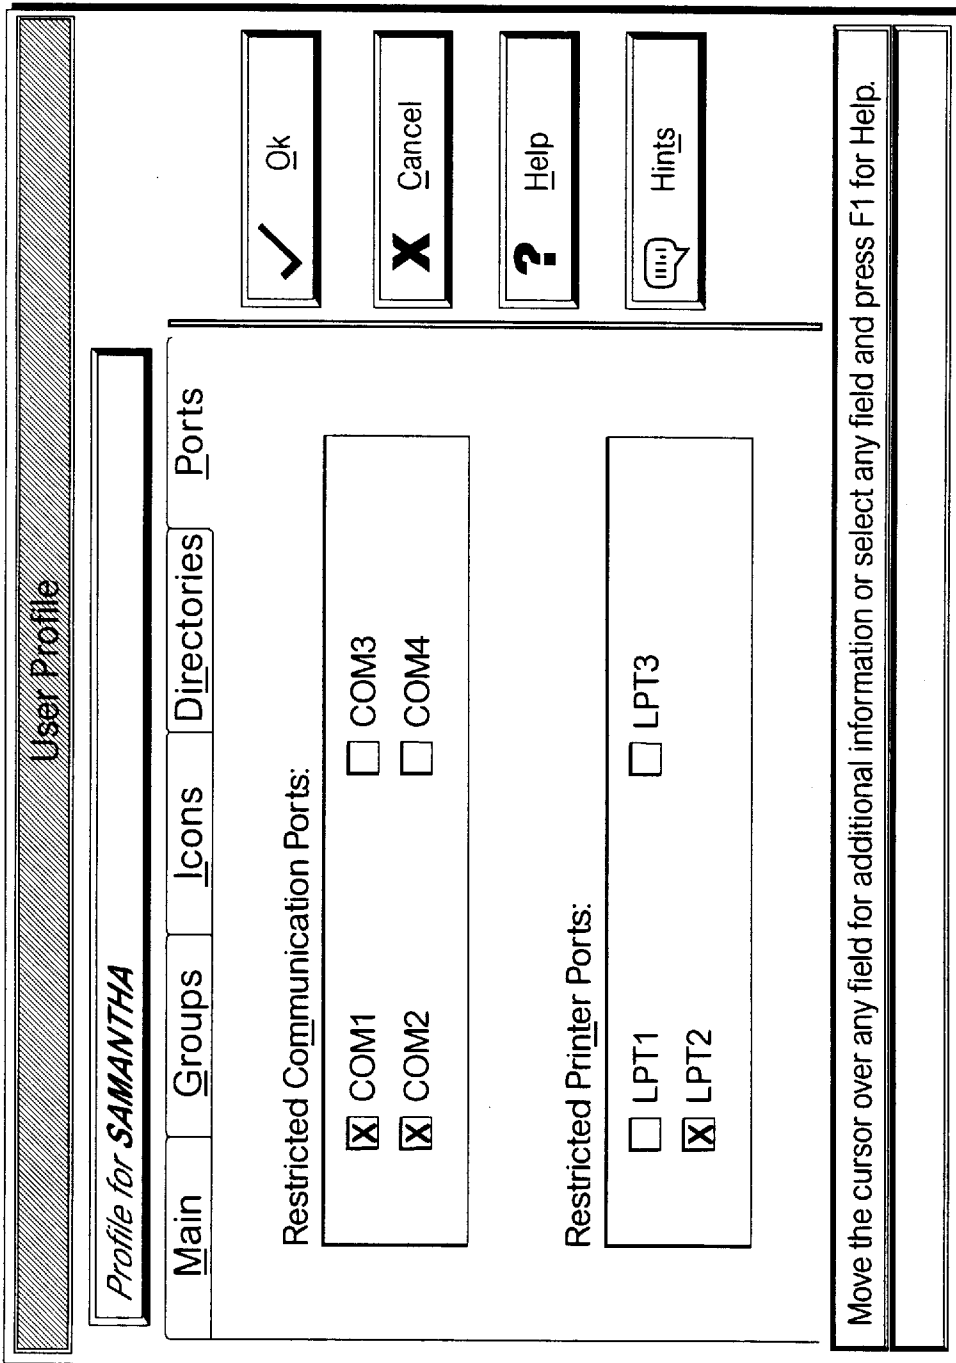 User Profile
Profile for SAMANTHA
Main Groups Icons Directories Ports
Restricted Communication Ports:
X COM1 COM3
X COM2 COM4
Restricted Printer Ports:
LPT1 LPT3
X LPT2
Ok
X Cancel
? Help
Hints
Move the cursor over any field for additional information or select any field and press F1 for Help.